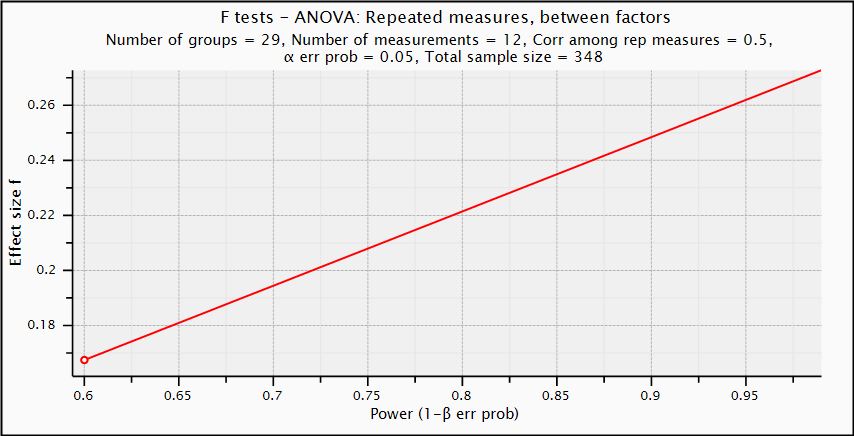 F tests - ANOVA: Repeated measures, between factors
Number of groups = 29, Number of measurements = 12, Corr among rep measures = 0.5,
α err prob = 0.05, Total sample size = 348
Effect size f
0.26
0.24
0.22
0.2
0.18
0.6 0.65 0.7 0.75 0.8 0.85 0.9 0.95
Power (1-β err prob)